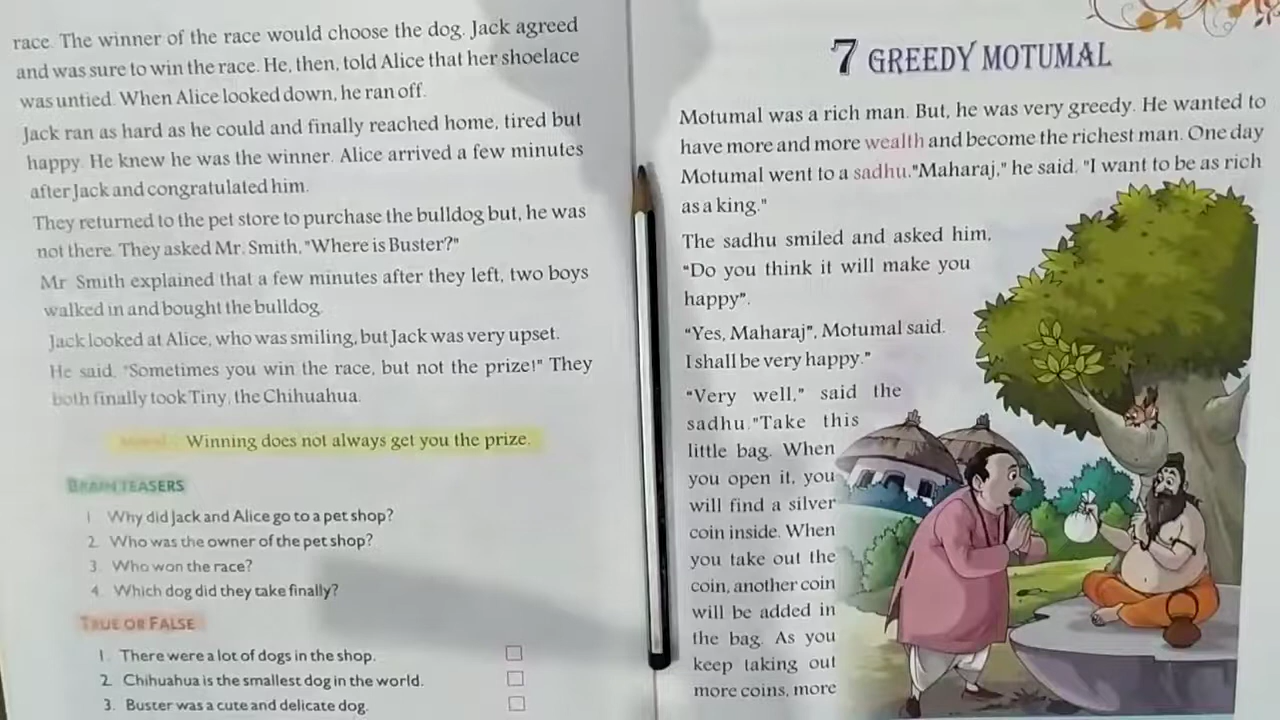 race. The winner of the race would choose the dog. Jack agreed
and was sure to win the race. He, then, told Alice that her shoelace
was untied. When Alice looked down, he ran off.
Jack ran as hard as he could and finally reached home, tired but
happy. He knew he was the winner. Alice arrived a few minutes
after Jack and congratulated him.
They returned to the pet store to purchase the bulldog but, he was
not there. They asked Mr. Smith, "Where is Buster?"
Mr. Smith explained that a few minutes after they left, two boys
walked in and bought the bulldog.
Jack looked at Alice, who was smiling, but Jack was very upset.
He said, "Sometimes you win the race, but not the prize!" They
both finally took Tiny, the Chihuahua.
Winning does not always get you the prize.
BRAIN TEASERS
1. Why did Jack and Alice go to a pet shop?
2. Who was the owner of the pet shop?
3. Who won the race?
4. Which dog did they take finally?
TRUE OR FALSE
1. There were a lot of dogs in the shop.
2. Chihuahua is the smallest dog in the world.
3. Buster was a cute and delicate dog.
7 GREEDY MOTUMAL
Motumal was a rich man. But, he was very greedy. He wanted to
have more and more wealth and become the richest man. One day
Motumal went to a sadhu."Maharaj," he said. "I want to be as rich
as a king."
The sadhu smiled and asked him,
"Do you think it will make you
happy".
"Yes, Maharaj", Motumal said.
I shall be very happy."
"Very well," said the
sadhu."Take this
little bag. When
you open it, you
will find a silver
coin inside. When
you take out the
coin, another coin
will be added in
the bag. As you
keep taking out
more coins, more